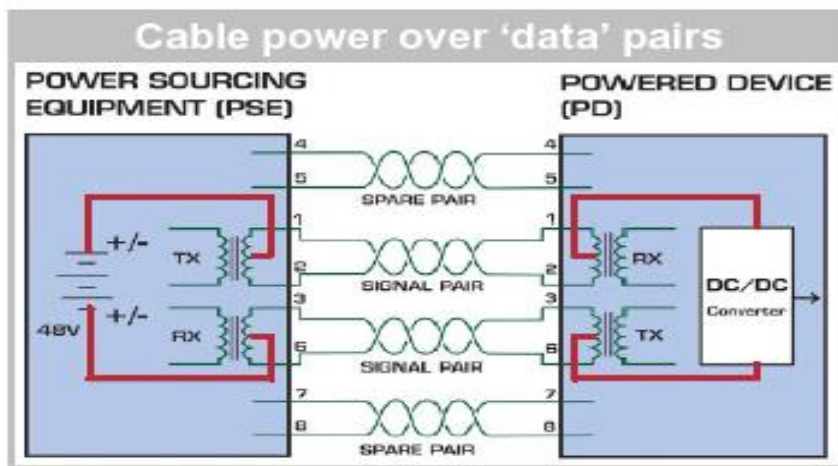 Cable power over ‘data’ pairs
POWER SOURCING
EQUIPMENT (PSE)
POWERED DEVICE
(PD)
4
5
SPARE PAIR
4
5
1
2
TX
+/-
SIGNAL PAIR
1
2
RX
+/-
48V
3
6
RX
SIGNAL PAIR
3
6
TX
DC/DC
Converter
7
8
SPARE PAIR
7
8